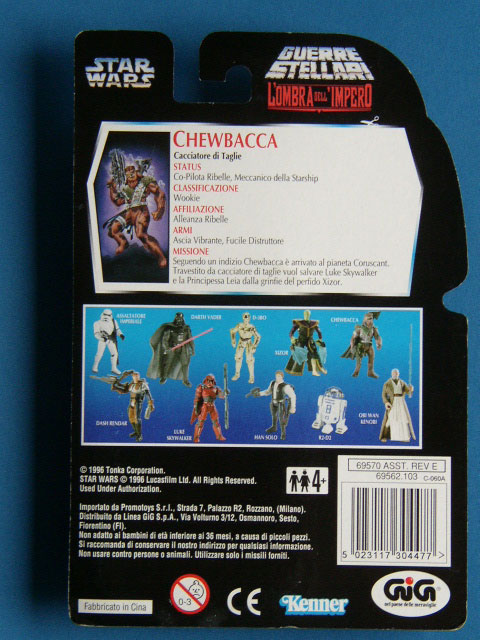 STAR
WARS
GUERRE
STELLARI
L'OMBRA DELL'IMPERO
CHEWBACCA
Cacciatore di Taglie
STATUS
Co-Pilota Ribelle, Meccanico della Starship
CLASSIFICAZIONE
Wookie
AFFILIAZIONE
Alleanza Ribelle
ARMI
Ascia Vibrante, Fucile Distruttore
MISSIONE
Seguendo un indizio Chewbacca è arrivato al pianeta Coruscant.
Travestito da cacciatore di taglie vuol salvare Luke Skywalker
e la Principessa Leia dalla grinfie del perfido Xizor.
ASSALTATORE
IMPERIALE
DARTH VADER
D-3BO
XIZOR
CHEWBACCA
DASH RENDAR
LUKE
SKYWALKER
HAN SOLO
R2-D2
OBI WAN
KENOBI
© 1996 Tonka Corporation.
STAR WARS © 1996 Lucasfilm Ltd. All Rights Reserved.
Used Under Authorization.
4+
Importato da Promotoys S.r.l., Strada 7, Palazzo R2, Rozzano, (Milano).
Distribuito da Linea GiG S.p.A., Via Volturno 3/12, Osmannoro, Sesto,
Fiorentino (FI).
Non adatto ai bambini di età inferiore ai 36 mesi, a causa di piccoli pezzi.
Si raccomanda di conservare il nostro indirizzo per qualsiasi informazione.
Non usare contro persone o animali. Utilizzare solo i missili forniti.
69570 ASST. REV E
69562.103 C-060A
5 023117 304477
Fabbricato in Cina
0-3
CE
Kenner
GiG
nel paese delle meraviglie